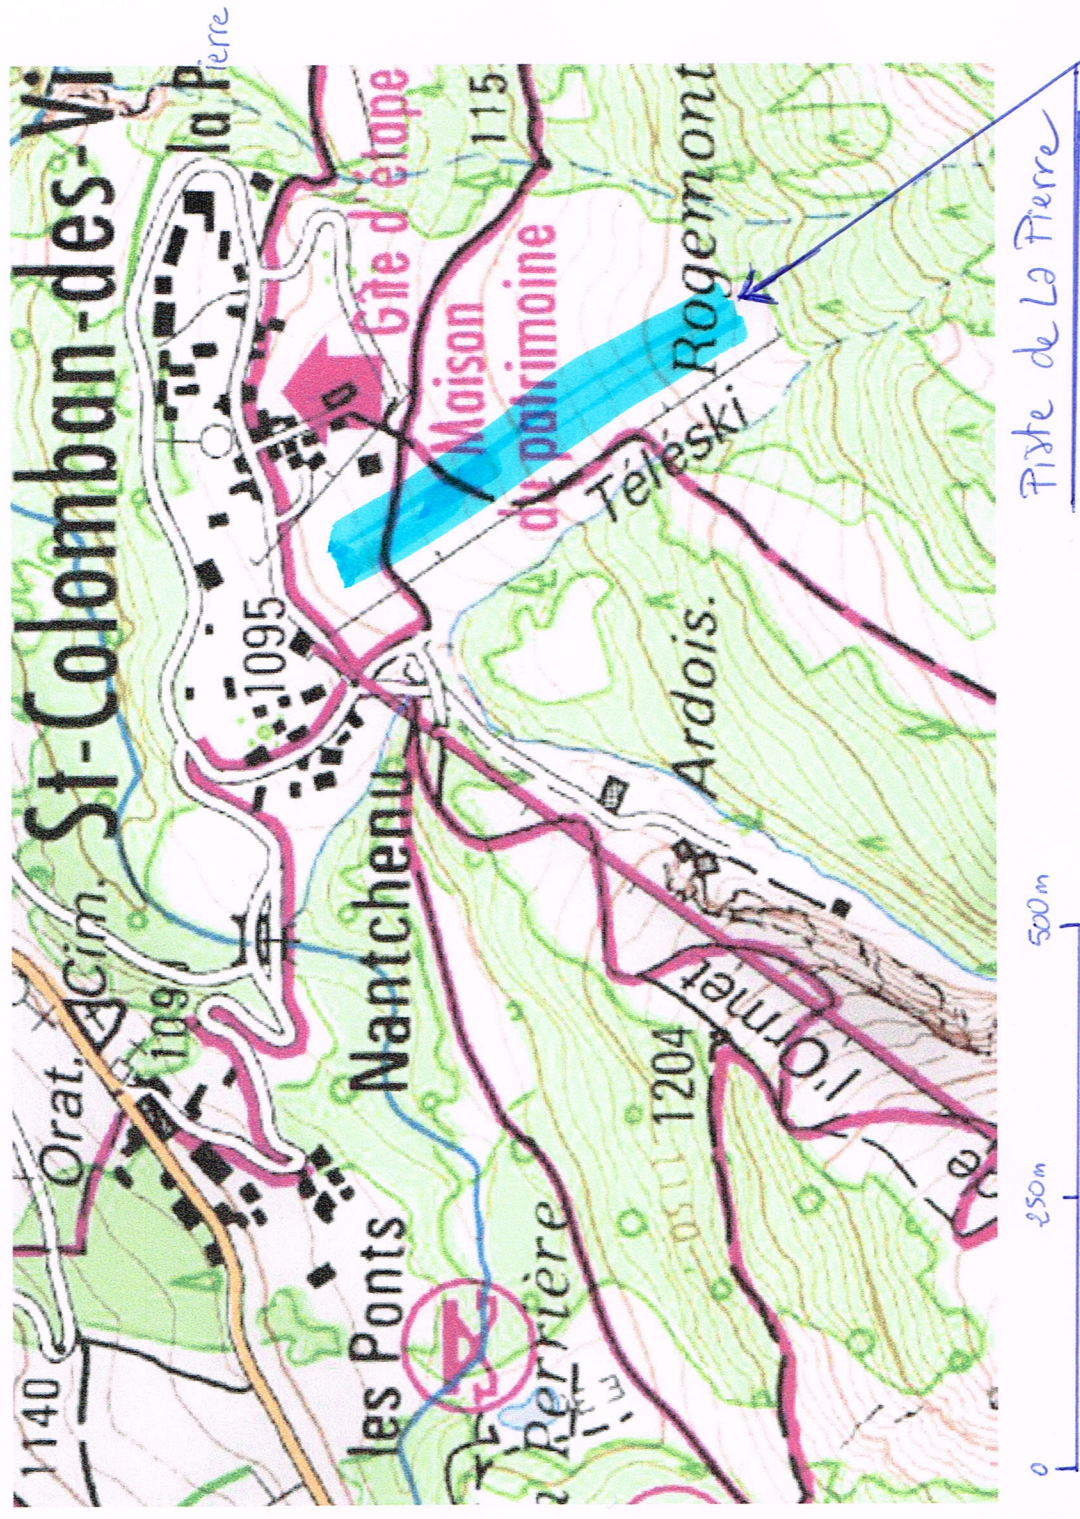 St-Colomban-des-Vi
la Pierre
Gîte d'étape
115
Maison
du patrimoine
Rogemont
Téléski
1095
Nantchenu
Ardois.
Cim.
109
Orat.
l'Ormet
1204
les Ponts
Perrière
1140
Piste de La Pierre
0
250m
500m